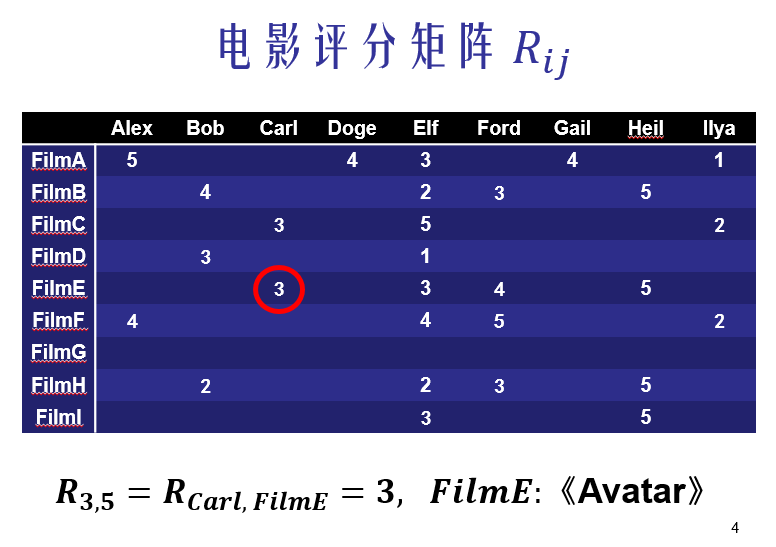 电影评分矩阵 R_{ij}
Alex Bob Carl Doge Elf Ford Gail Heil Ilya
FilmA 5 4 3 4 1
FilmB 4 2 3 5
FilmC 3 5 2
FilmD 3 1
FilmE 3 3 4 5
FilmF 4 4 5 2
FilmG
FilmH 2 2 3 5
FilmI 3 5
R_{3,5} = R_{Carl, FilmE} = 3, FilmE:《Avatar》
4